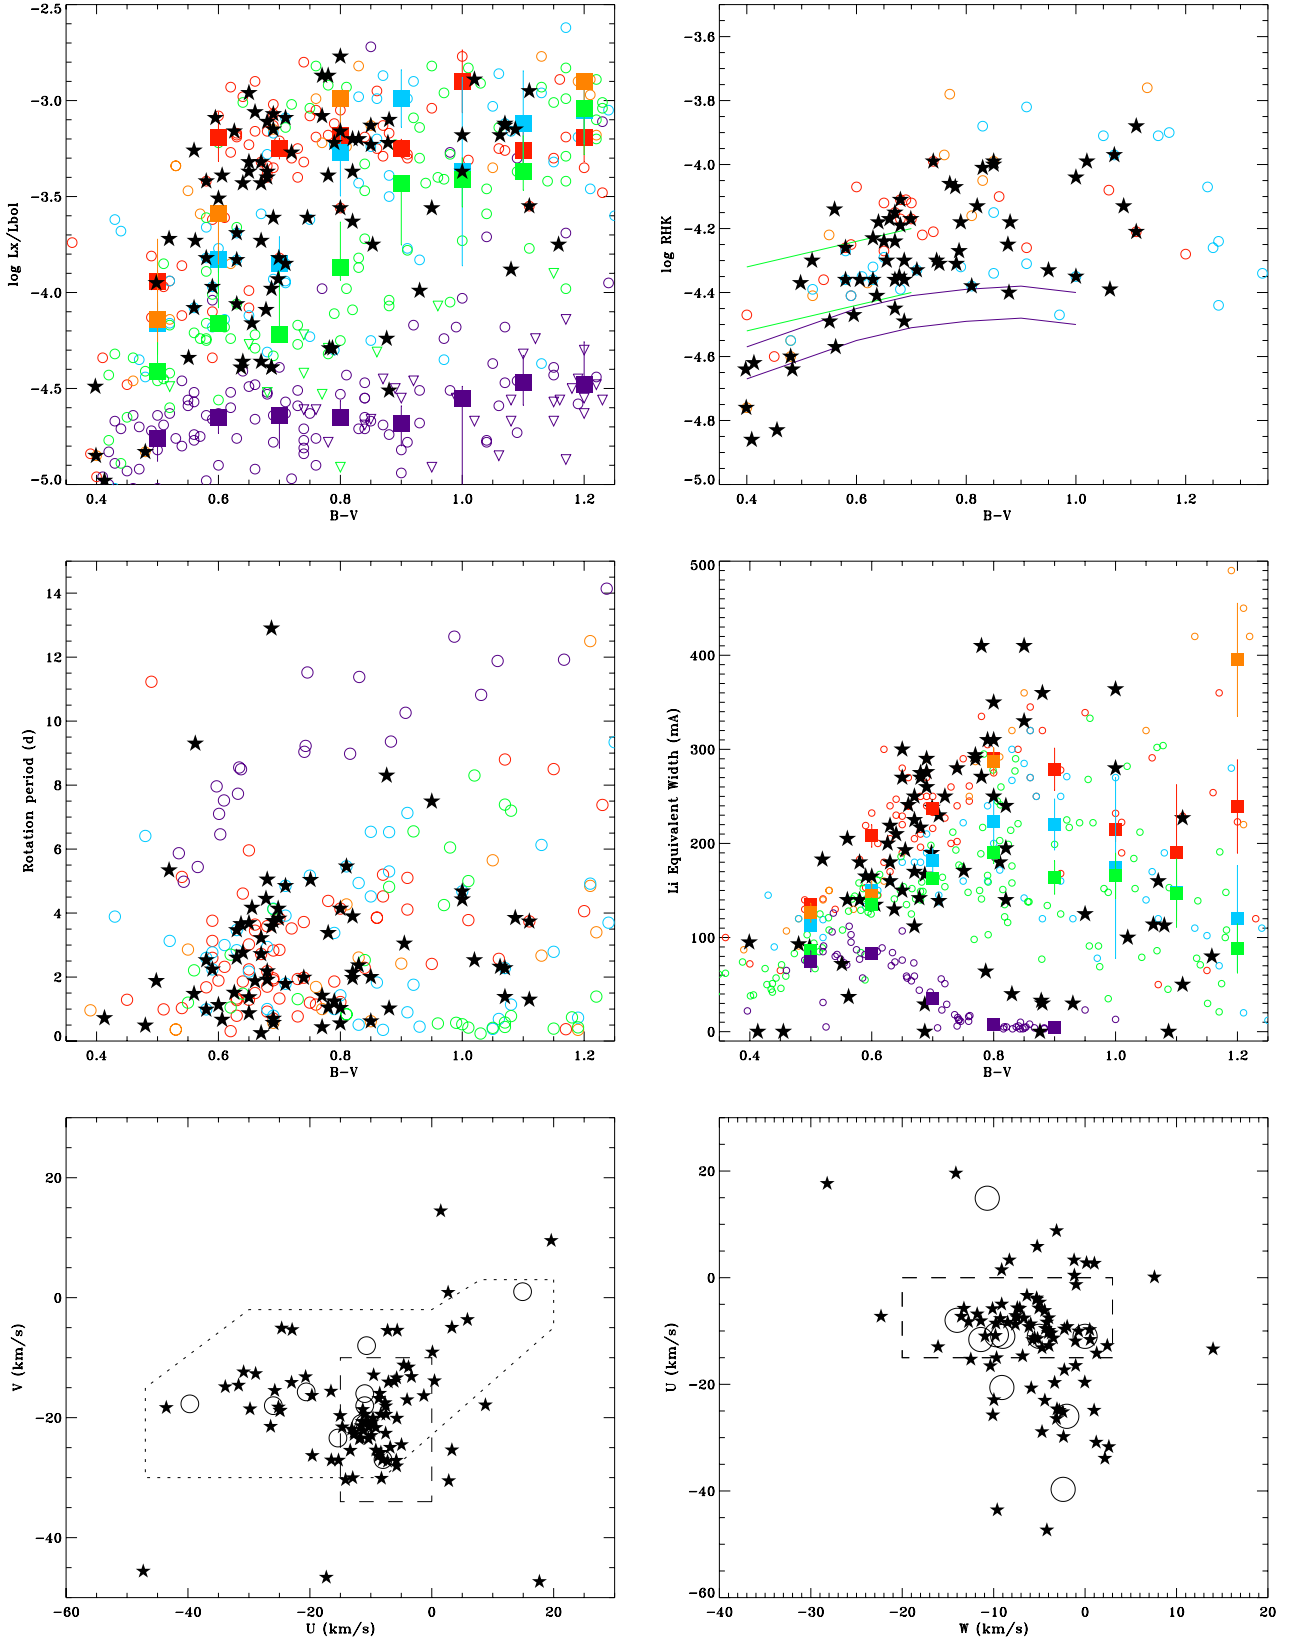 -2.5
-3.0
-3.5
-4.0
-4.5
-5.0
log Lx/Lbol
0.4 0.6 0.8 1.0 1.2
B-V
-3.6
-3.8
-4.0
-4.2
-4.4
-4.6
-4.8
-5.0
log RHK
0.4 0.6 0.8 1.0 1.2
B-V
14
12
10
8
6
4
2
0
Rotation period (d)
0.4 0.6 0.8 1.0 1.2
B-V
500
400
300
200
100
0
Li Equivalent Width (mA)
0.4 0.6 0.8 1.0 1.2
B-V
20
0
-20
-40
V (km/s)
-60 -40 -20 0 20
U (km/s)
20
0
-20
-40
-60
U (km/s)
-40 -30 -20 -10 0 10 20
W (km/s)